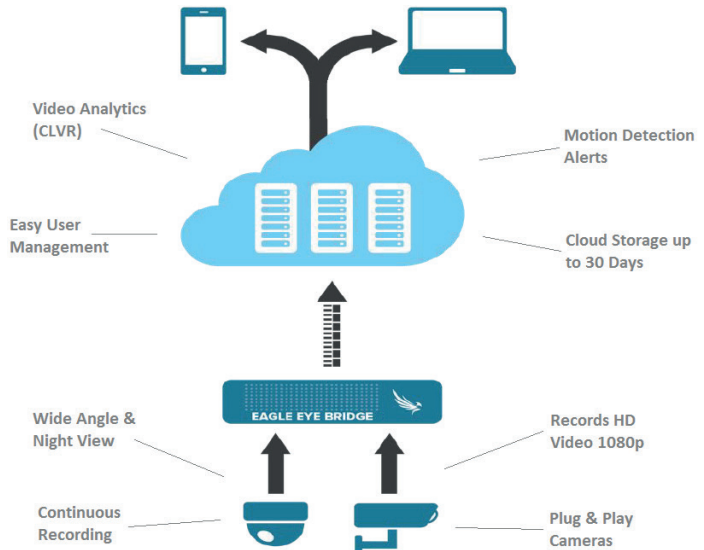 Video Analytics
(CLVR)
Motion Detection
Alerts
Easy User
Management
Cloud Storage up
to 30 Days
EAGLE EYE BRIDGE
Wide Angle &
Night View
Records HD
Video 1080p
Continuous
Recording
Plug & Play
Cameras